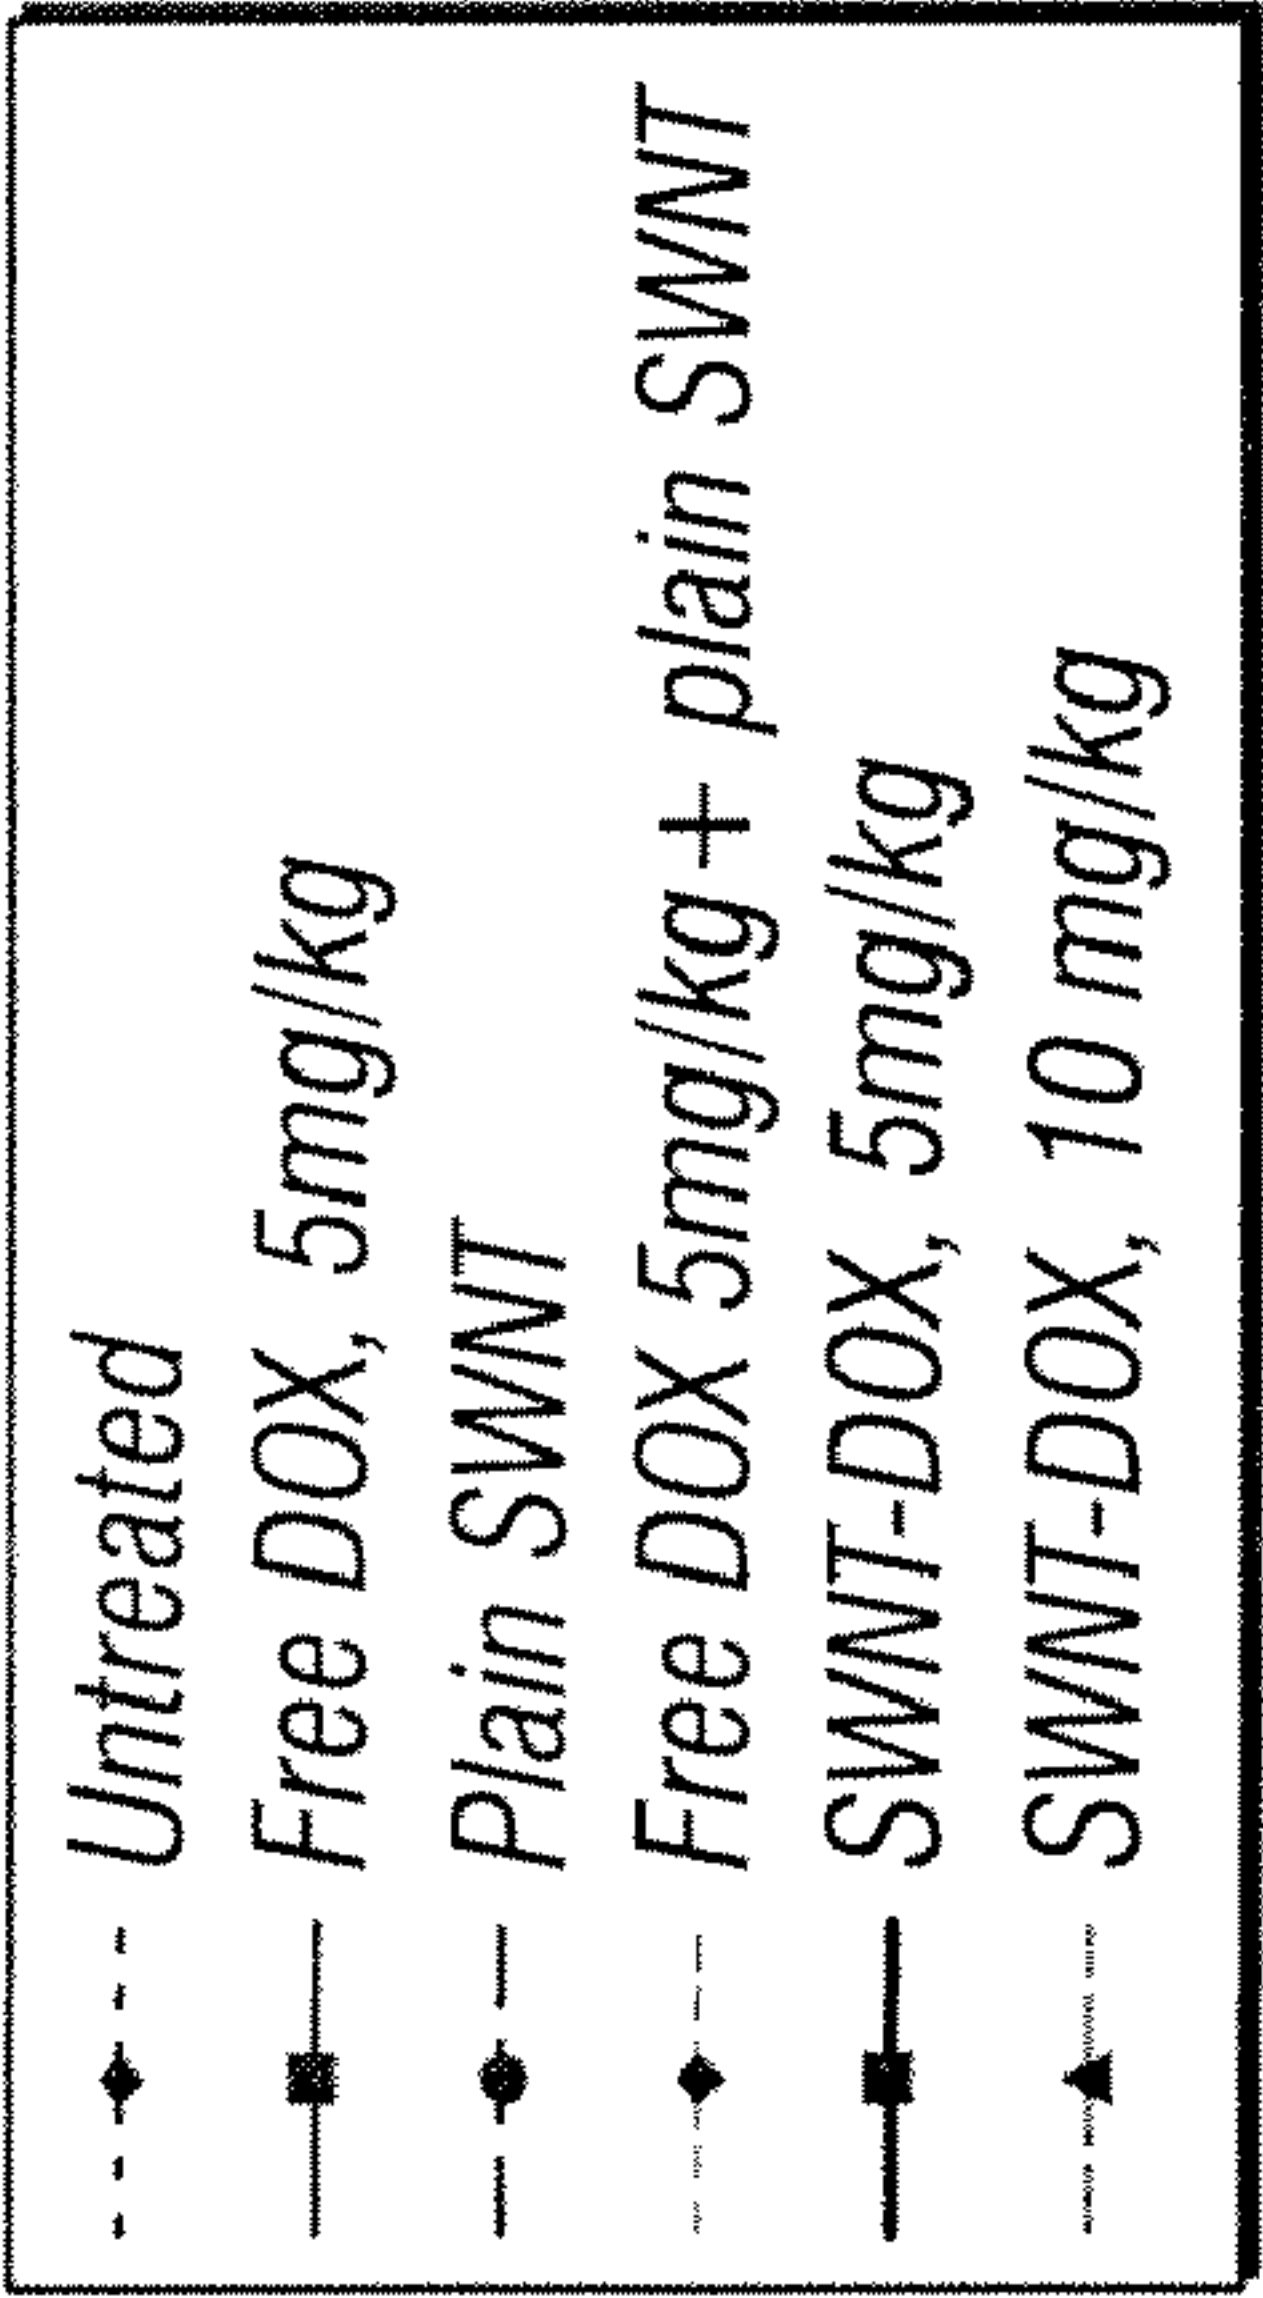 Untreated
Free DOX, 5mg/kg
Plain SWNT
Free DOX 5mg/kg + plain SWNT
SWNT-DOX, 5mg/kg
SWNT-DOX, 10 mg/kg